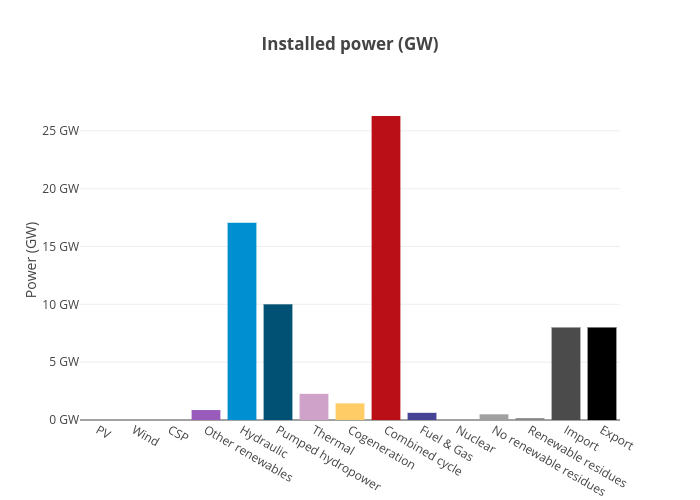 Installed power (GW)
Power (GW)
25 GW
20 GW
15 GW
10 GW
5 GW
0 GW
PV
Wind
CSP
Other renewables
Hydraulic
Pumped hydropower
Thermal
Cogeneration
Combined cycle
Fuel & Gas
Nuclear
No renewable residues
Renewable residues
Import
Export